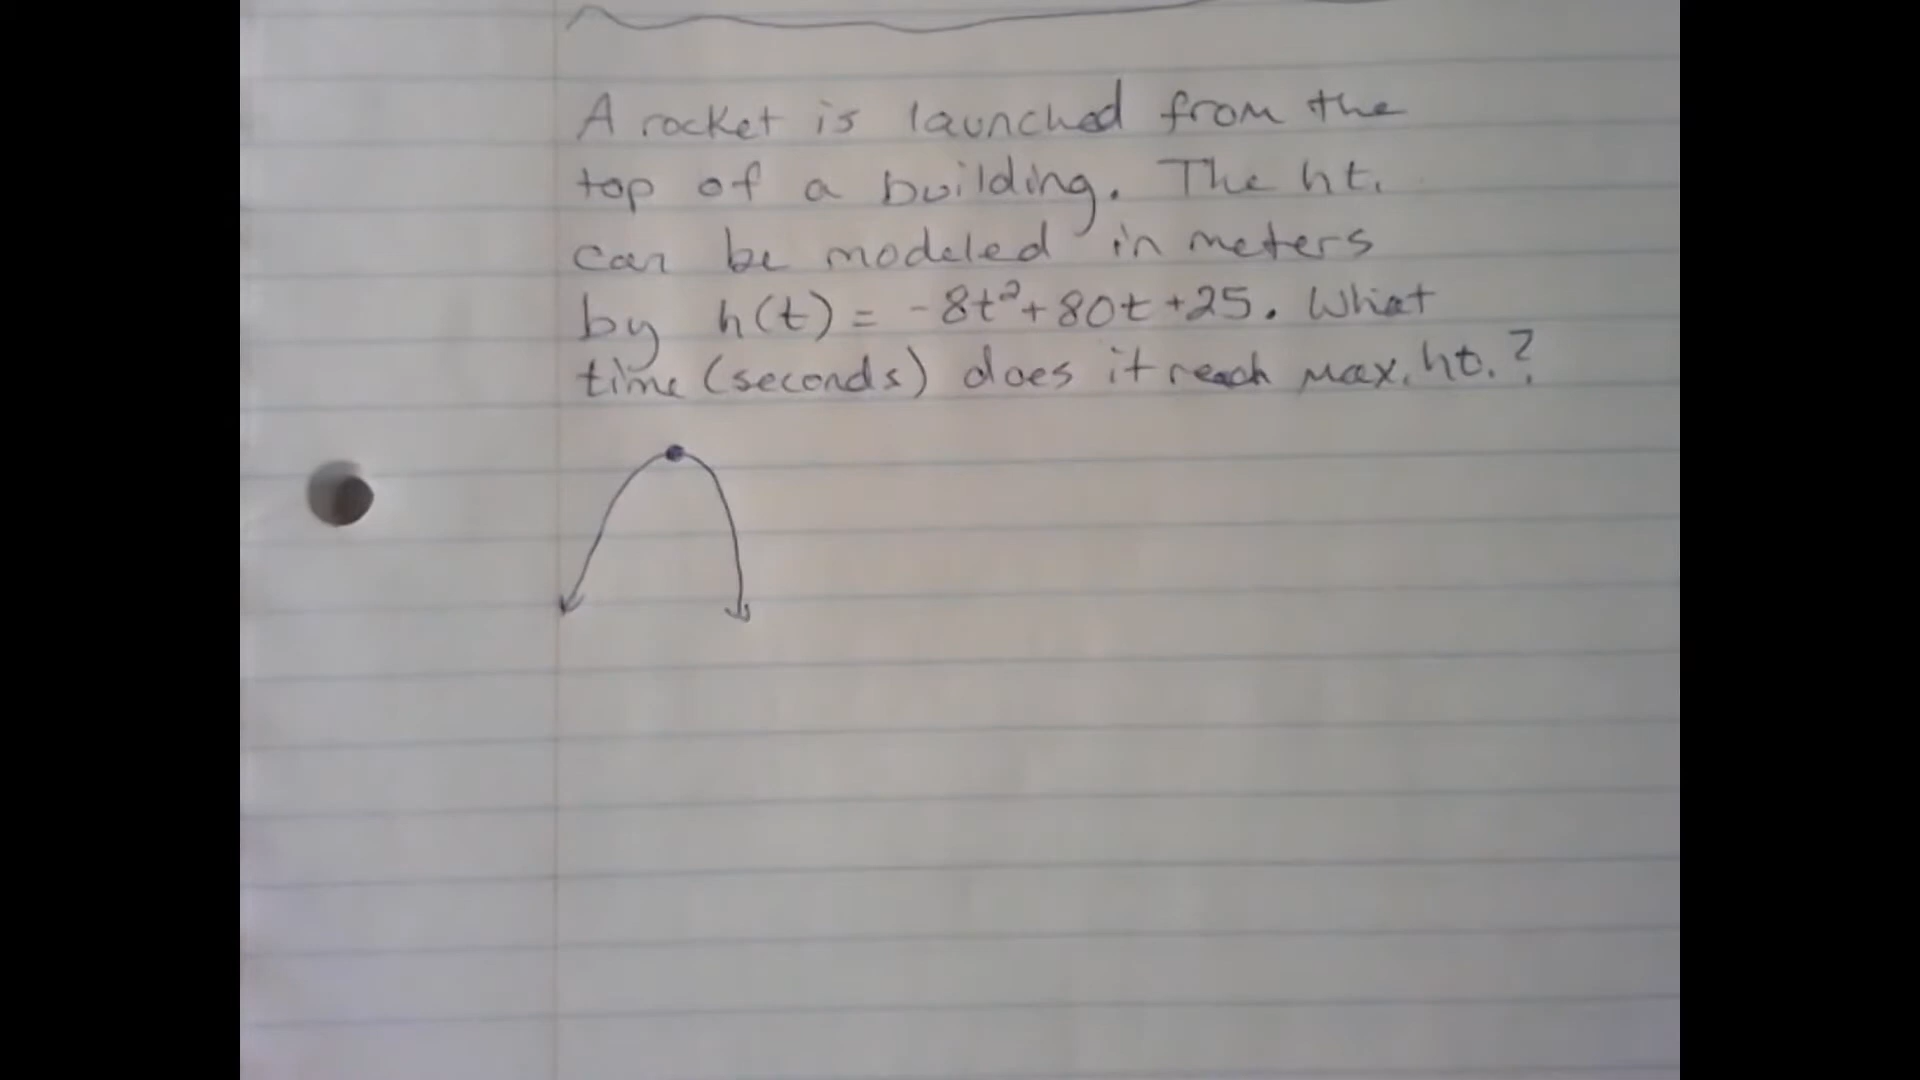 A rocket is launched from the
top of a building. The ht.
can be modeled in meters
by h(t) = -8t²+80t+25. What
time (seconds) does it reach max. ht.?